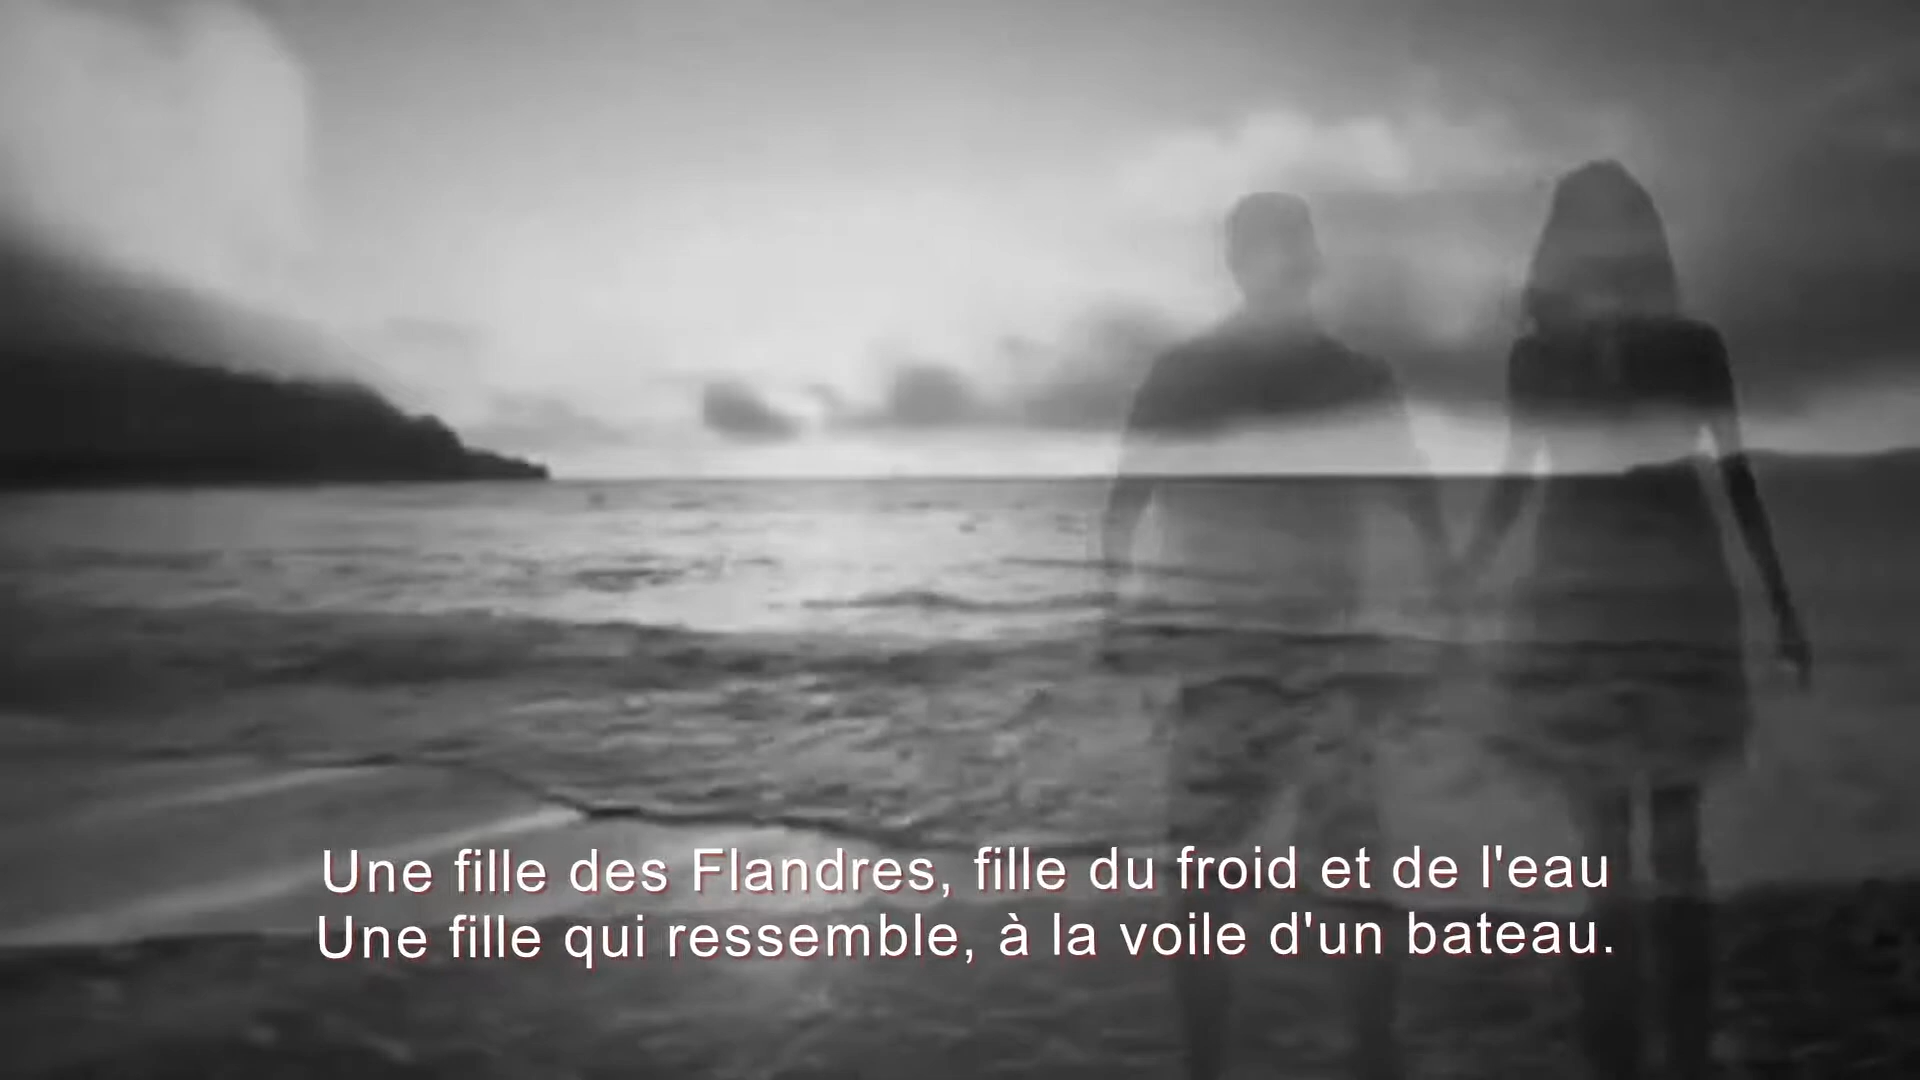 Une fille des Flandres, fille du froid et de l'eau
Une fille qui ressemble, à la voile d'un bateau.